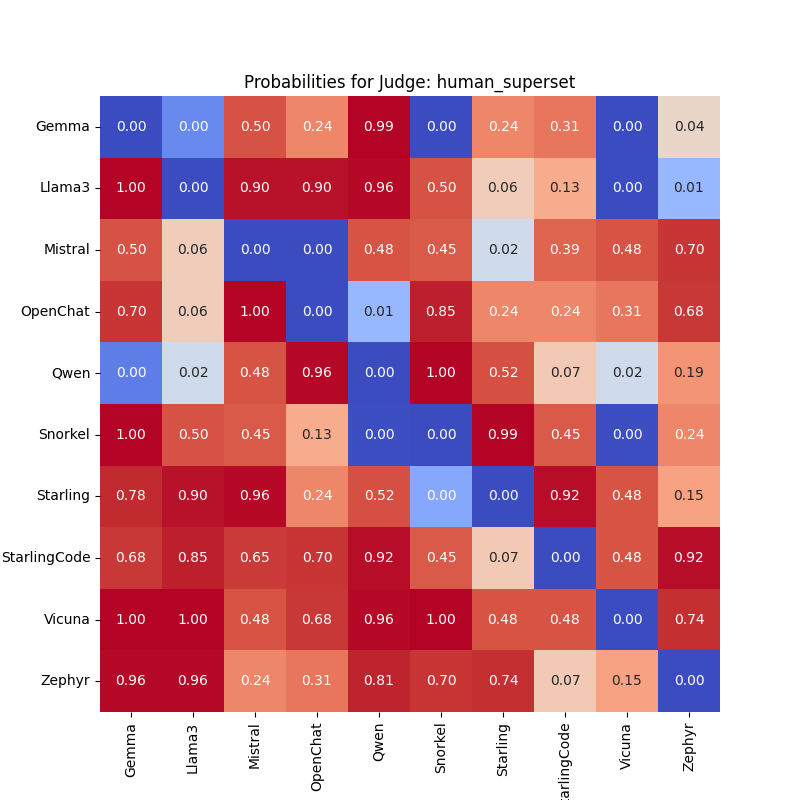 Probabilities for Judge: human_superset
Gemma 0.00 0.00 0.50 0.24 0.99 0.00 0.24 0.31 0.00 0.04
Llama3 1.00 0.00 0.90 0.90 0.96 0.50 0.06 0.13 0.00 0.01
Mistral 0.50 0.06 0.00 0.00 0.48 0.45 0.02 0.39 0.48 0.70
OpenChat 0.70 0.06 1.00 0.00 0.01 0.85 0.24 0.24 0.31 0.68
Qwen 0.00 0.02 0.48 0.96 0.00 1.00 0.52 0.07 0.02 0.19
Snorkel 1.00 0.50 0.45 0.13 0.00 0.00 0.99 0.45 0.00 0.24
Starling 0.78 0.90 0.96 0.24 0.52 0.00 0.00 0.92 0.48 0.15
StarlingCode 0.68 0.85 0.65 0.70 0.92 0.45 0.07 0.00 0.48 0.92
Vicuna 1.00 1.00 0.48 0.68 0.96 1.00 0.48 0.48 0.00 0.74
Zephyr 0.96 0.96 0.24 0.31 0.81 0.70 0.74 0.07 0.15 0.00
Gemma Llama3 Mistral OpenChat Qwen Snorkel Starling arlingCode Vicuna Zephyr